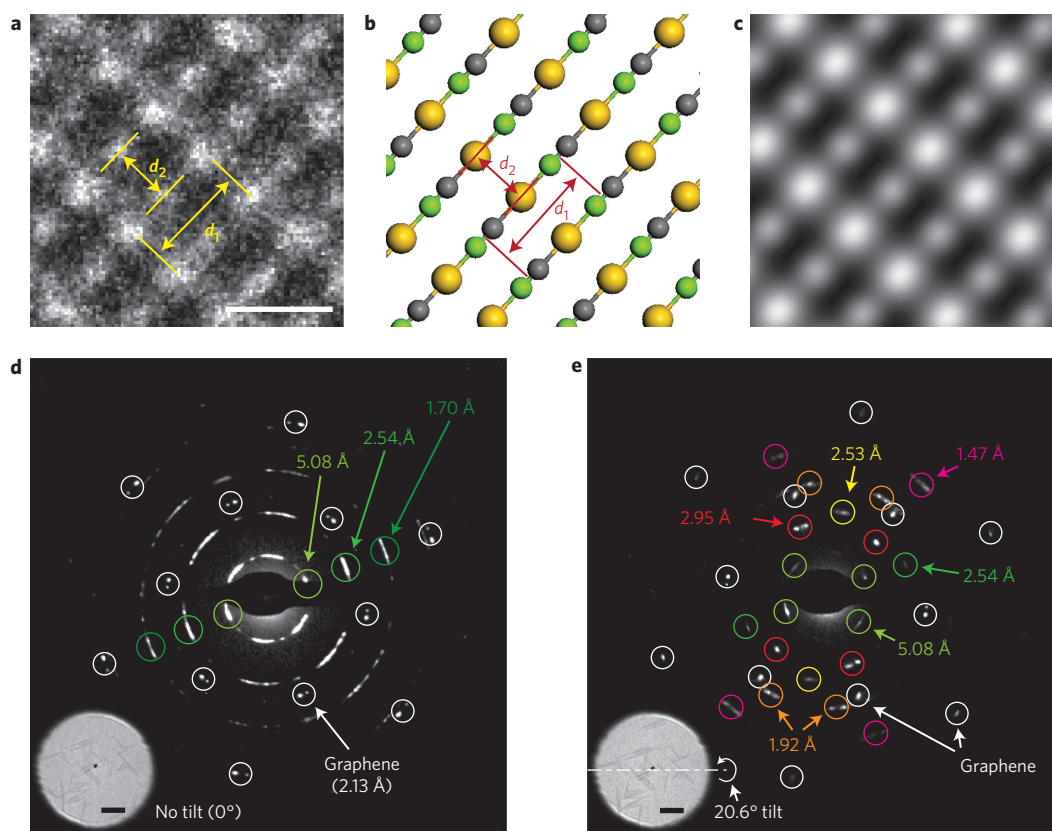 a
b
c
d₂
d₁
d₂
d₁
d
e
1.70 Å
2.54 Å
5.08 Å
Graphene
(2.13 Å)
No tilt (0°)
2.53 Å
1.47 Å
2.95 Å
2.54 Å
5.08 Å
1.92 Å
Graphene
20.6° tilt